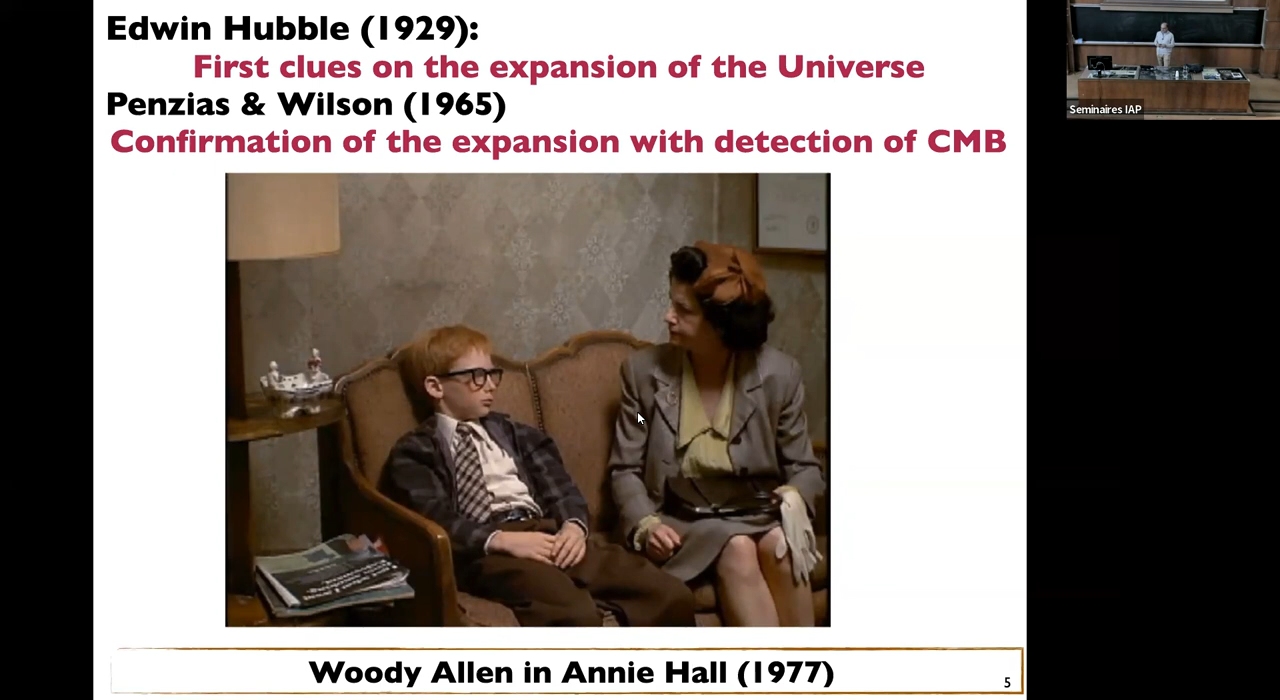 Edwin Hubble (1929):
First clues on the expansion of the Universe
Penzias & Wilson (1965)
Confirmation of the expansion with detection of CMB
Woody Allen in Annie Hall (1977)
5
Seminaires IAP